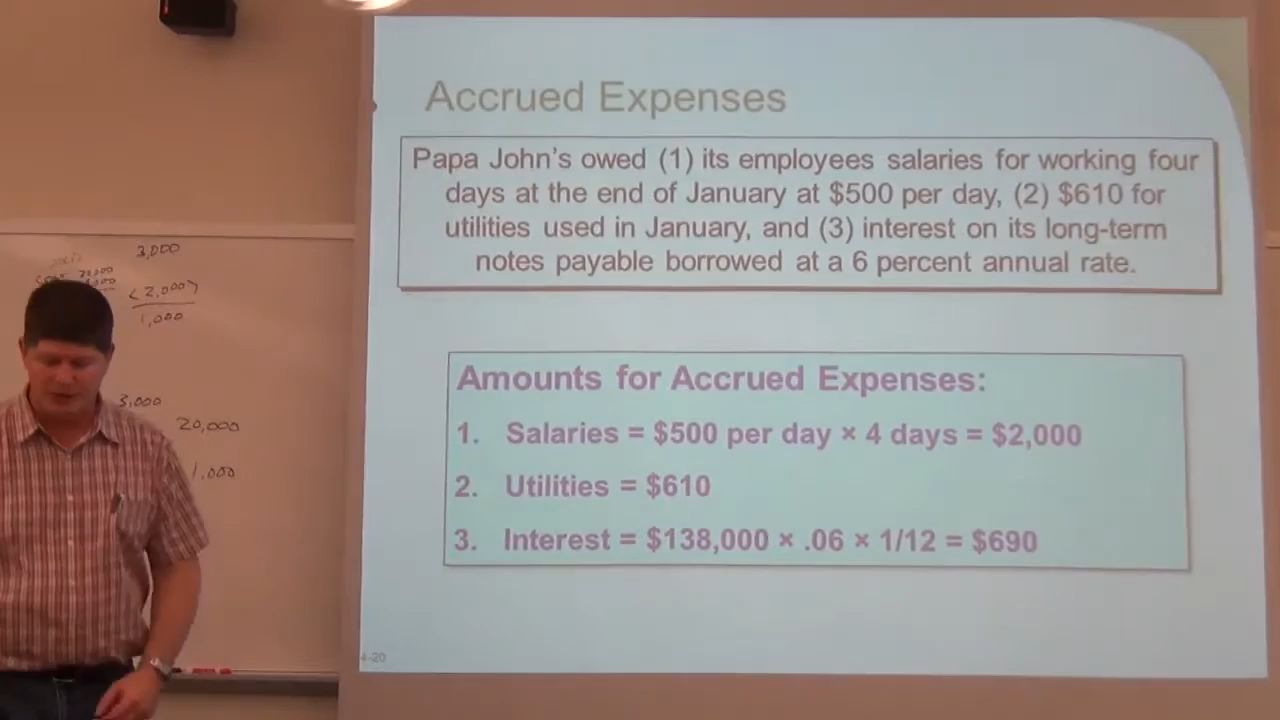 Accrued Expenses
Papa John's owed (1) its employees salaries for working four
days at the end of January at $500 per day, (2) $610 for
utilities used in January, and (3) interest on its long-term
notes payable borrowed at a 6 percent annual rate.
Amounts for Accrued Expenses:
1. Salaries = $500 per day × 4 days = $2,000
2. Utilities = $610
3. Interest = $138,000 × .06 × 1/12 = $690
4-20
3,000
<2,000>
1,000
3,000
20,000
1,000